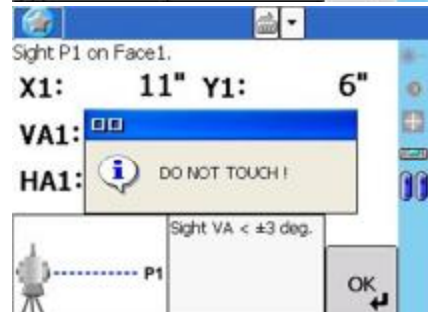 Sight P1 on Face1.
X1: 11" Y1: 6"
VA1:
DO NOT TOUCH !
HA1:
Sight VA < ±3 deg.
P1
OK